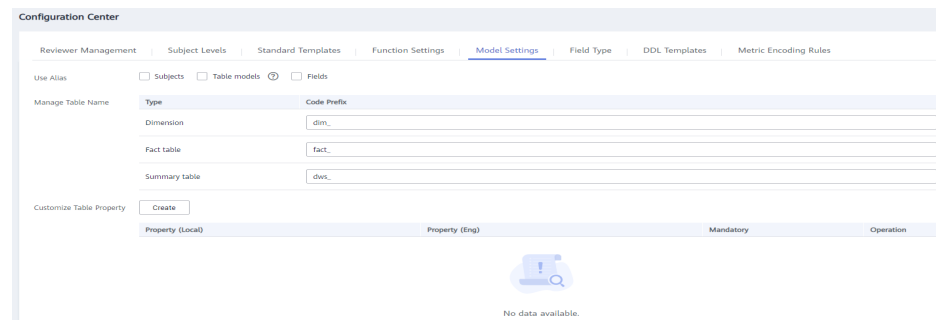 Configuration Center
Reviewer Management Subject Levels Standard Templates Function Settings Model Settings Field Type DDL Templates Metric Encoding Rules
Use Alias Subjects Table models ? Fields
Manage Table Name Type Code Prefix
Dimension dim_
Fact table fact_
Summary table dws_
Customize Table Property Create
Property (Local) Property (Eng) Mandatory Operation
!
No data available.